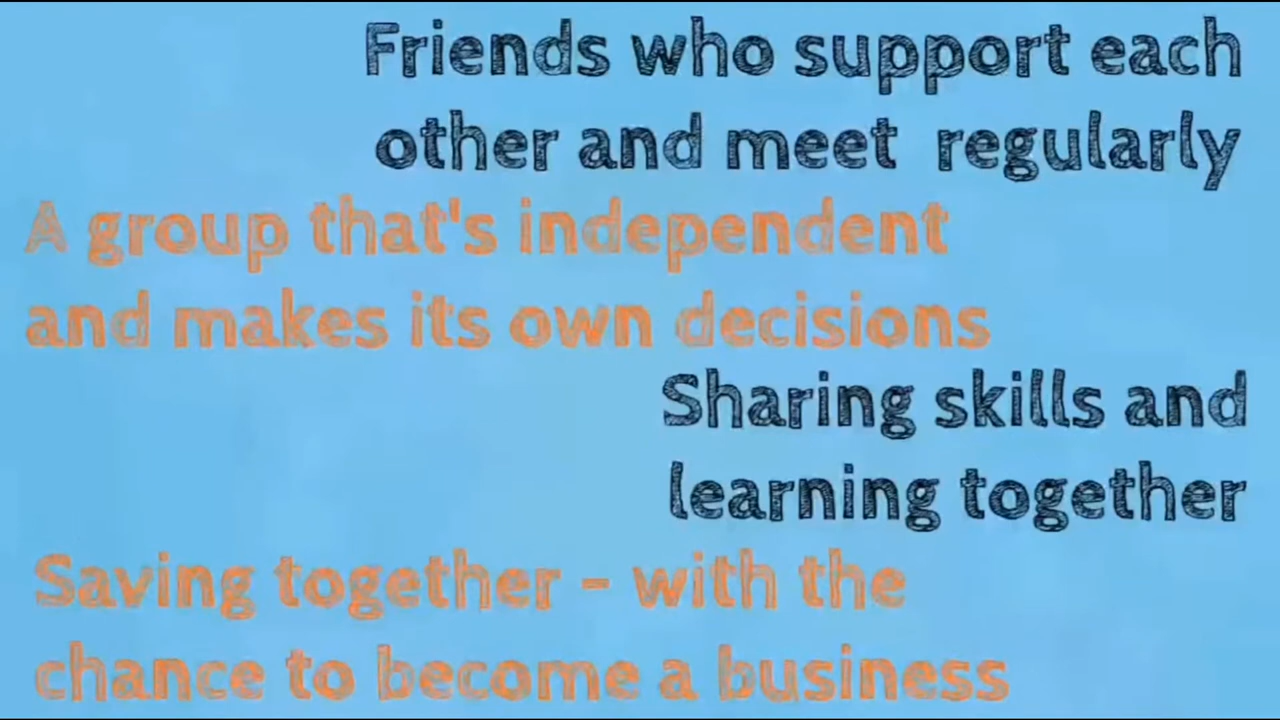 Friends who support each
other and meet regularly
A group that's independent
and makes its own decisions
Sharing skills and
learning together
Saving together - with the
chance to become a business